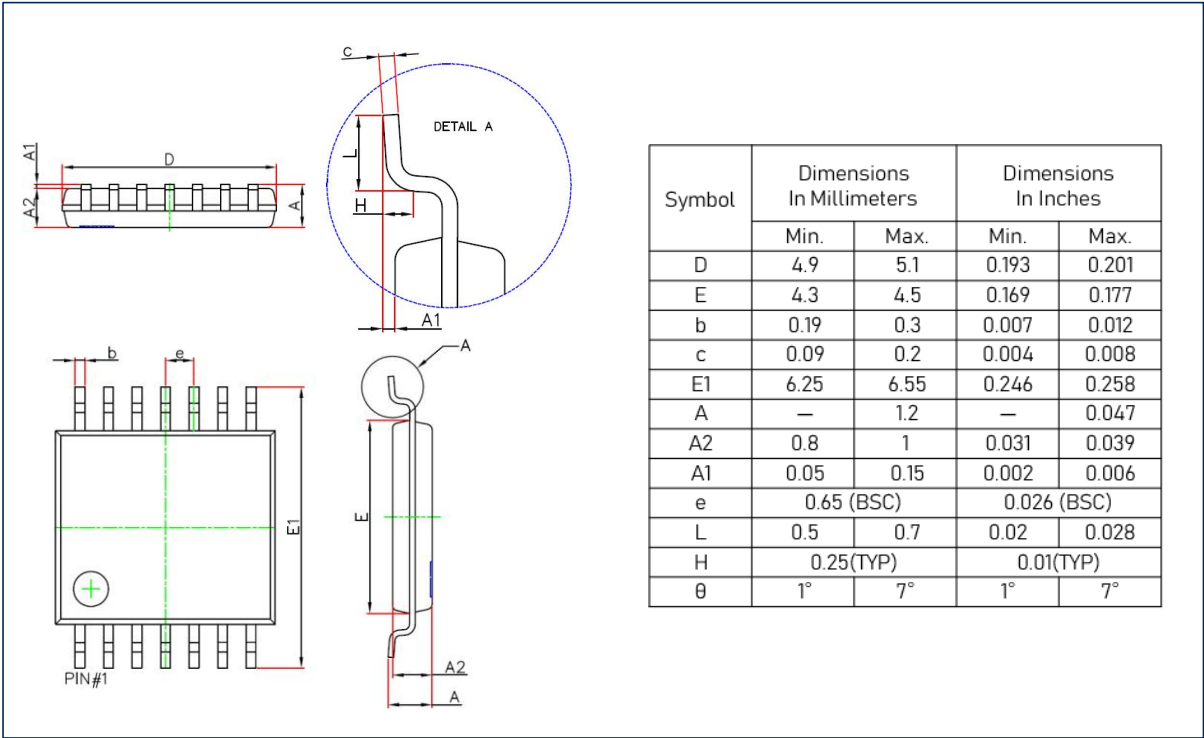 c
DETAIL A
A1
D
L
A2
A
H
A1
b
e
A
E1
E
PIN#1
A2
A
Symbol Dimensions In Millimeters Dimensions In Inches
Min. Max. Min. Max.
D 4.9 5.1 0.193 0.201
E 4.3 4.5 0.169 0.177
b 0.19 0.3 0.007 0.012
c 0.09 0.2 0.004 0.008
E1 6.25 6.55 0.246 0.258
A — 1.2 — 0.047
A2 0.8 1 0.031 0.039
A1 0.05 0.15 0.002 0.006
e 0.65 (BSC) 0.026 (BSC)
L 0.5 0.7 0.02 0.028
H 0.25(TYP) 0.01(TYP)
θ 1° 7° 1° 7°